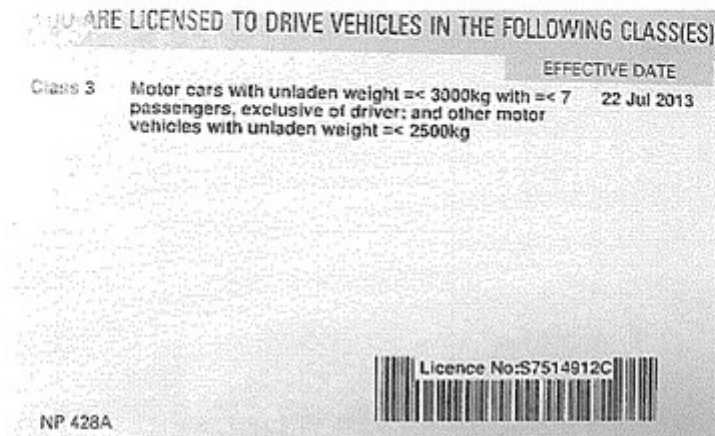 YOU ARE LICENSED TO DRIVE VEHICLES IN THE FOLLOWING CLASS(ES)
EFFECTIVE DATE
Class 3 Motor cars with unladen weight =< 3000kg with =< 7 22 Jul 2013
passengers, exclusive of driver; and other motor
vehicles with unladen weight =< 2500kg
Licence No:S7514912C
NP 428A